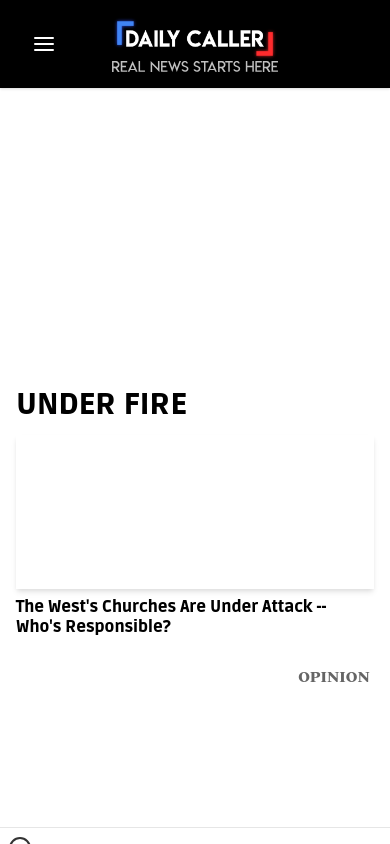 DAILY CALLER
REAL NEWS STARTS HERE
UNDER FIRE
The West's Churches Are Under Attack --
Who's Responsible?
OPINION